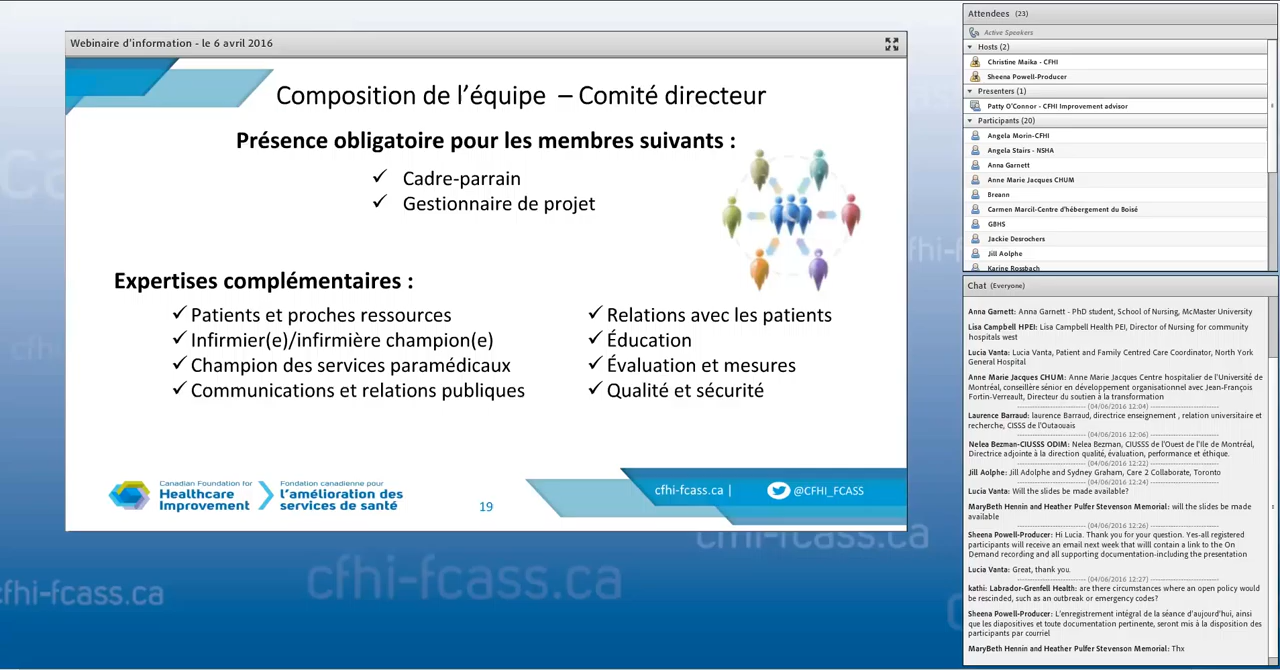 Webinaire d'information - le 6 avril 2016
Composition de l'équipe – Comité directeur
Présence obligatoire pour les membres suivants :
✓ Cadre-parrain
✓ Gestionnaire de projet
Expertises complémentaires :
✓ Patients et proches ressources
✓ Infirmier(e)/infirmière champion(e)
✓ Champion des services paramédicaux
✓ Communications et relations publiques
✓ Relations avec les patients
✓ Éducation
✓ Évaluation et mesures
✓ Qualité et sécurité
Canadian Foundation for
Healthcare
Improvement
Fondation canadienne pour
l'amélioration des
services de santé
19
cfhi-fcass.ca |
@CFHI_FCASS
cfhi-fcass.ca
cfhi-fcass.ca
fhi-fcass.ca
Attendees (23)
Active Speakers
Hosts (2)
Christine Maika - CFHI
Sheena Powell-Producer
Presenters (1)
Patty O'Connor - CFHI Improvement advisor
Participants (20)
Angela Morin-CFHI
Angela Stairs - NSHA
Anna Garnett
Anne Marie Jacques CHUM
Breann
Carmen Marcil-Centre d'hébergement du Boisé
GBHS
Jackie Desrochers
Jill Aolphe
Karine Rossbach
Chat (Everyone)
Anna Garnett: Anna Garnett - PhD student, School of Nursing, McMaster University
Lisa Campbell HPEI: Lisa Campbell Health PEI, Director of Nursing for community
hospitals west
Lucia Vanta: Lucia Vanta, Patient and Family Centred Care Coordinator, North York
General Hospital
Anne Marie Jacques CHUM: Anne Marie Jacques Centre hospitalier de l'Université de
Montréal, conseillère sénior en développement organisationnel avec Jean-François
Fortin-Verreault, Directeur du soutien à la transformation
(04/06/2016 12:04)
Laurence Barraud: laurence Barraud, directrice enseignement , relation universitaire et
recherche, CISSS de l'Outaouais
(04/06/2016 12:06)
Nelea Bezman-CIUSSS ODIM: Nelea Bezman, CIUSSS de l'Ouest de l'Ile de Montréal,
Directrice adjointe à la direction qualité, évaluation, performance et éthique.
(04/06/2016 12:22)
Jill Aolphe: Jill Adolphe and Sydney Graham, Care 2 Collaborate, Toronto
(04/06/2016 12:24)
Lucia Vanta: Will the slides be made available?
MaryBeth Hennin and Heather Pulfer Stevenson Memorial: will the slides be made
available
(04/06/2016 12:26)
Sheena Powell-Producer: Hi Lucia. Thank you for your question. Yes-all registered
participants will receive an email next week that will contain a link to the On
Demand recording and all supporting documentation-including the presentation
Lucia Vanta: Great, thank you.
(04/06/2016 12:27)
kathi: Labrador-Grenfell Health: are there circumstances where an open policy would
be rescinded, such as an outbreak or emergency codes?
Sheena Powell-Producer: L'enregistrement intégral de la séance d'aujourd'hui, ainsi
que les diapositives et toute documentation pertinente, seront mis à la disposition des
participants par courriel
MaryBeth Hennin and Heather Pulfer Stevenson Memorial: Thx